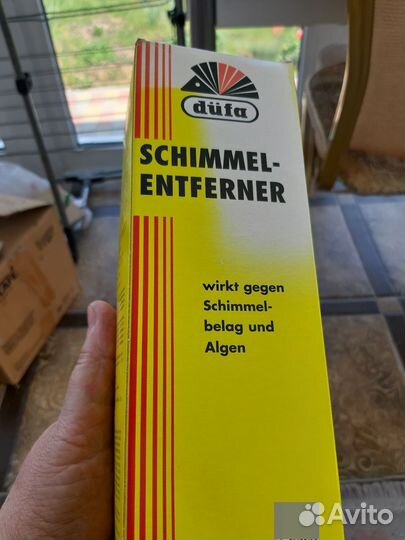 düfa
SCHIMMEL-
ENTFERNER
wirkt gegen
Schimmel-
belag und
Algen
Avito